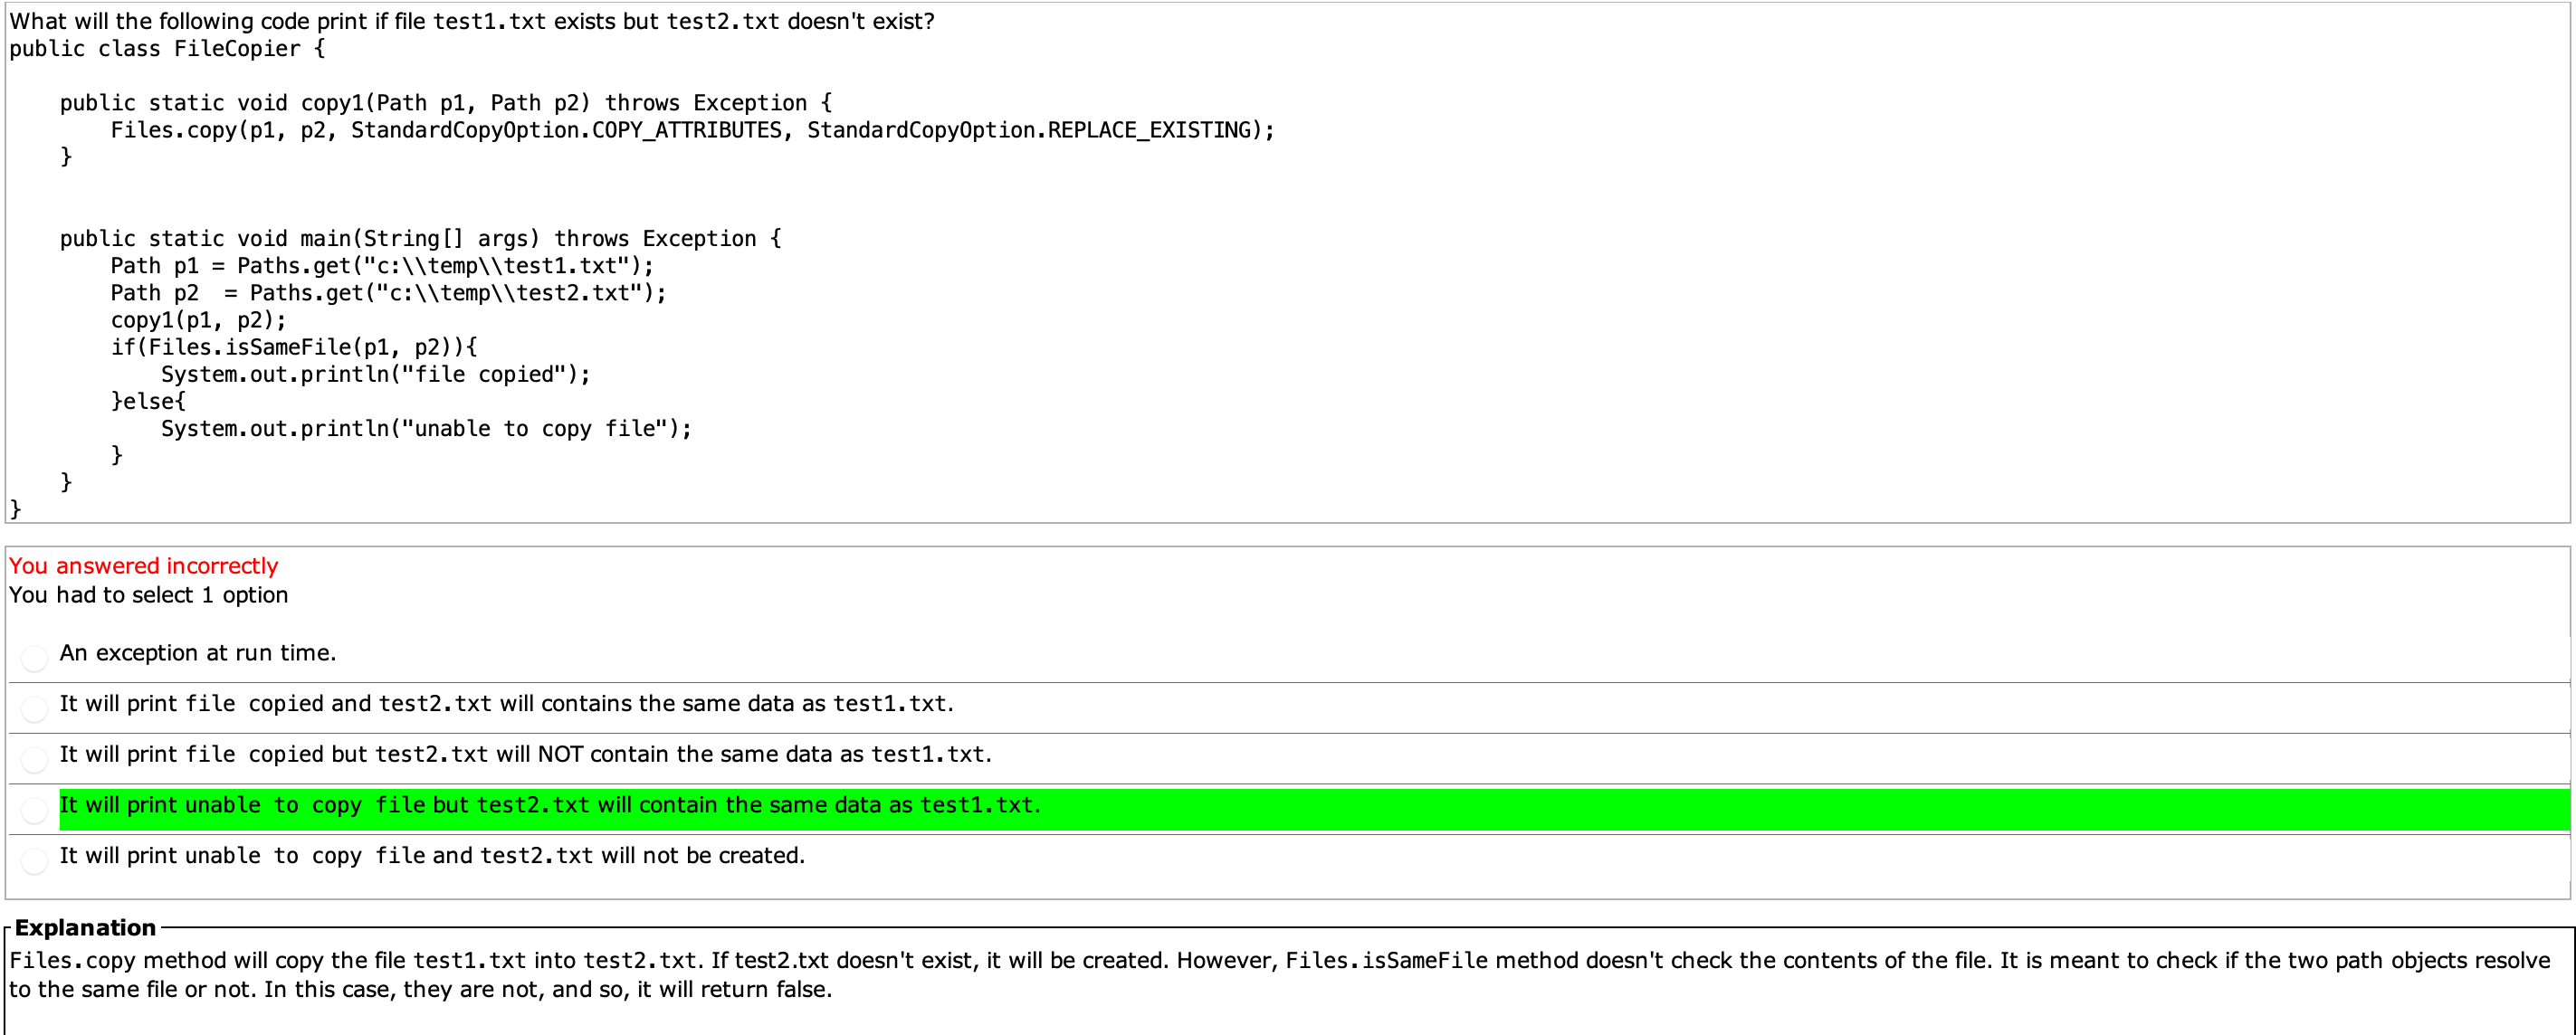 What will the following code print if file test1.txt exists but test2.txt doesn't exist?
public class FileCopier {
    public static void copy1(Path p1, Path p2) throws Exception {
        Files.copy(p1, p2, StandardCopyOption.COPY_ATTRIBUTES, StandardCopyOption.REPLACE_EXISTING);
    }
    public static void main(String[] args) throws Exception {
        Path p1 = Paths.get("c:\\temp\\test1.txt");
        Path p2  = Paths.get("c:\\temp\\test2.txt");
        copy1(p1, p2);
        if(Files.isSameFile(p1, p2)){
            System.out.println("file copied");
        }else{
            System.out.println("unable to copy file");
        }
    }
}
You answered incorrectly
You had to select 1 option
An exception at run time.
It will print file copied and test2.txt will contains the same data as test1.txt.
It will print file copied but test2.txt will NOT contain the same data as test1.txt.
It will print unable to copy file but test2.txt will contain the same data as test1.txt.
It will print unable to copy file and test2.txt will not be created.
Explanation
Files.copy method will copy the file test1.txt into test2.txt. If test2.txt doesn't exist, it will be created. However, Files.isSameFile method doesn't check the contents of the file. It is meant to check if the two path objects resolve
to the same file or not. In this case, they are not, and so, it will return false.